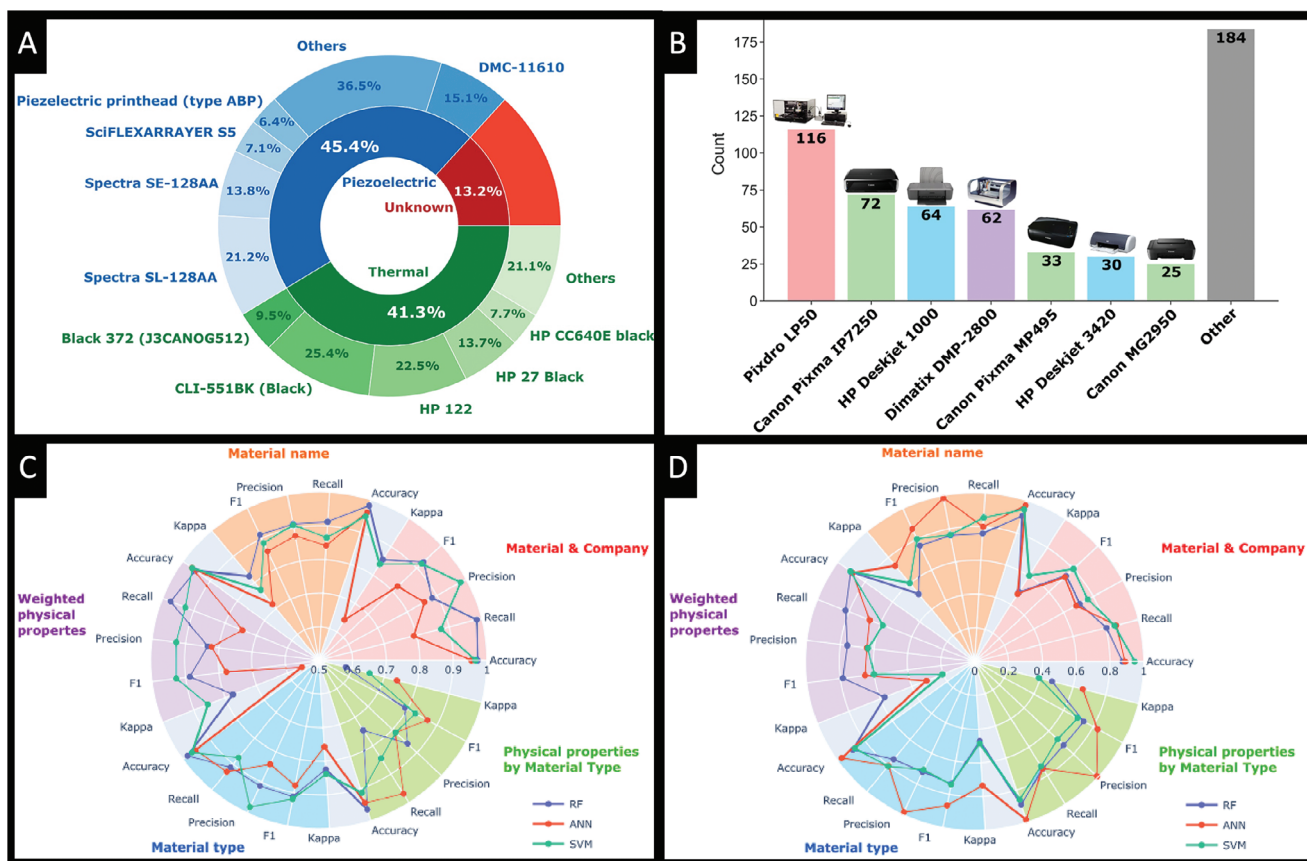 A
Others
DMC-11610
36.5%
15.1%
Piezelectric printhead (type ABP)
6.4%
SciFLEXARRAYER S5
7.1%
45.4%
Spectra SE-128AA
13.8%
Piezoelectric
13.2%
Unknown
Spectra SL-128AA
21.2%
Thermal
21.1%
Others
41.3%
Black 372 (J3CANOG512)
9.5%
7.7%
HP CC640E black
25.4%
13.7%
CLI-551BK (Black)
22.5%
HP 27 Black
HP 122
B
Count
175
150
125
100
75
50
25
0
116
72
64
62
33
30
25
184
Pixdro LP50
Canon Pixma IP7250
HP Deskjet 1000
Dimatix DMP-2800
Canon Pixma MP495
HP Deskjet 3420
Canon MG2950
Other
C
Material name
Precision
Recall
F1
Accuracy
Kappa
Kappa
F1
Material & Company
Accuracy
Precision
Recall
Weighted
physical
propertes
Recall
Precision
Accuracy
0.5
0.6
0.7
0.8
0.9
1
F1
Kappa
Kappa
F1
Physical properties
by Material Type
Accuracy
Precision
Recall
Recall
Precision
Accuracy
F1
Kappa
Material type
RF
ANN
SVM
D
Material name
Precision
Recall
F1
Accuracy
Kappa
Kappa
F1
Material & Company
Accuracy
Precision
Recall
Weighted
physical
propertes
Recall
Precision
Accuracy
0
0.2
0.4
0.6
0.8
1
F1
Kappa
Kappa
F1
Physical properties
by Material Type
Accuracy
Precision
Recall
Recall
Precision
Accuracy
F1
Kappa
Material type
RF
ANN
SVM